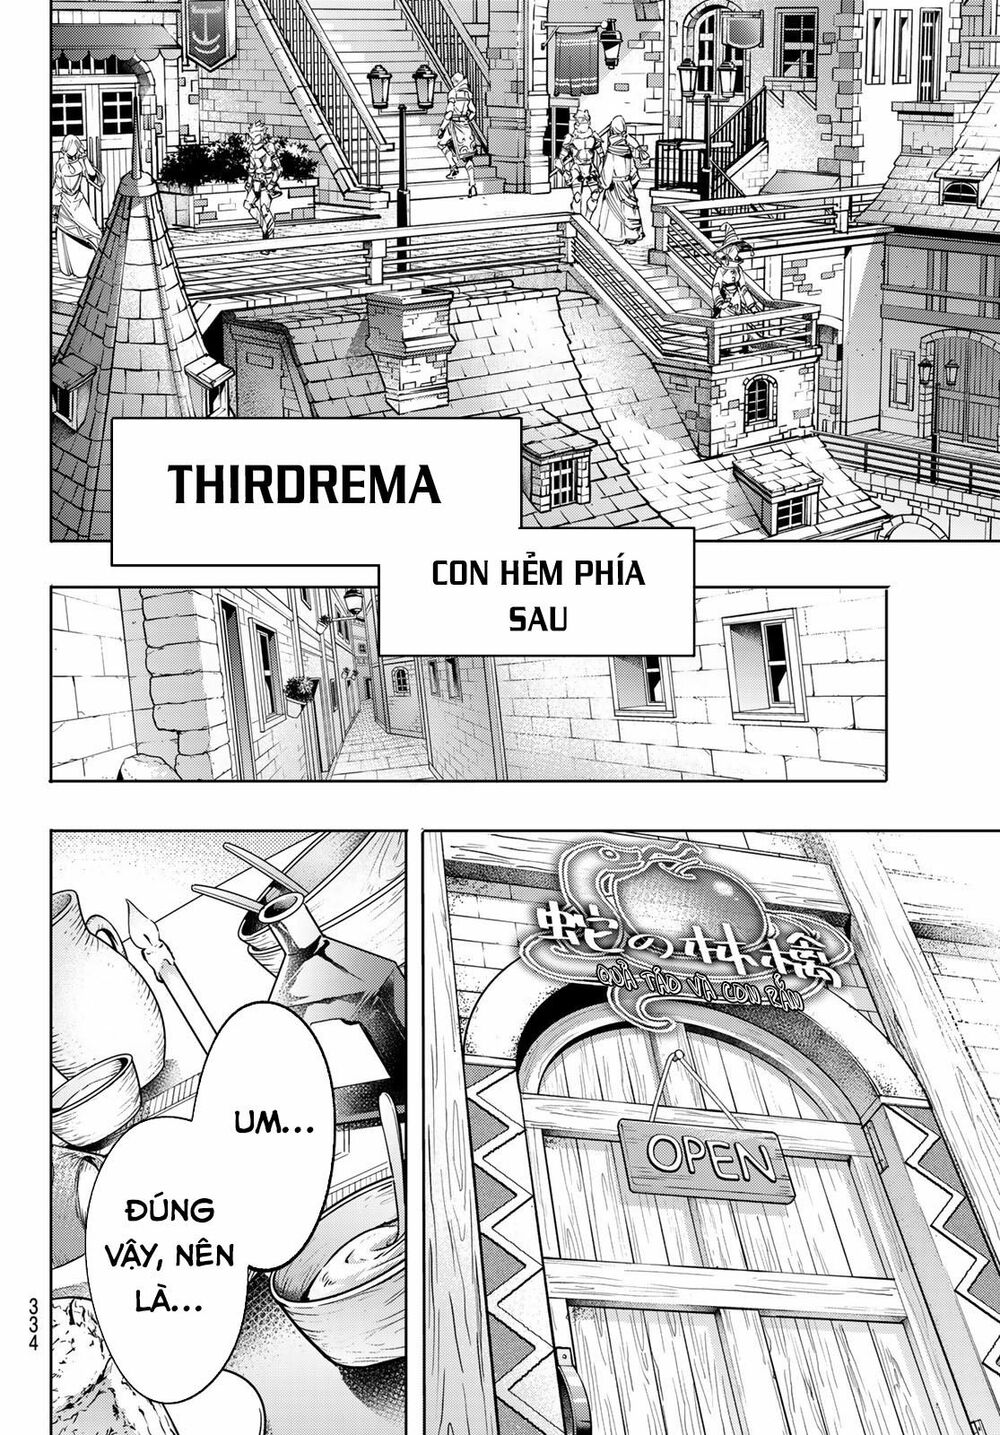 THIRDREMA
CON HẺM PHÍA
SAU
蛇の林檎
QUẢ TÁO VÀ CON RẮN
OPEN
UM...
ĐÚNG
VẬY, NÊN
LÀ...
334